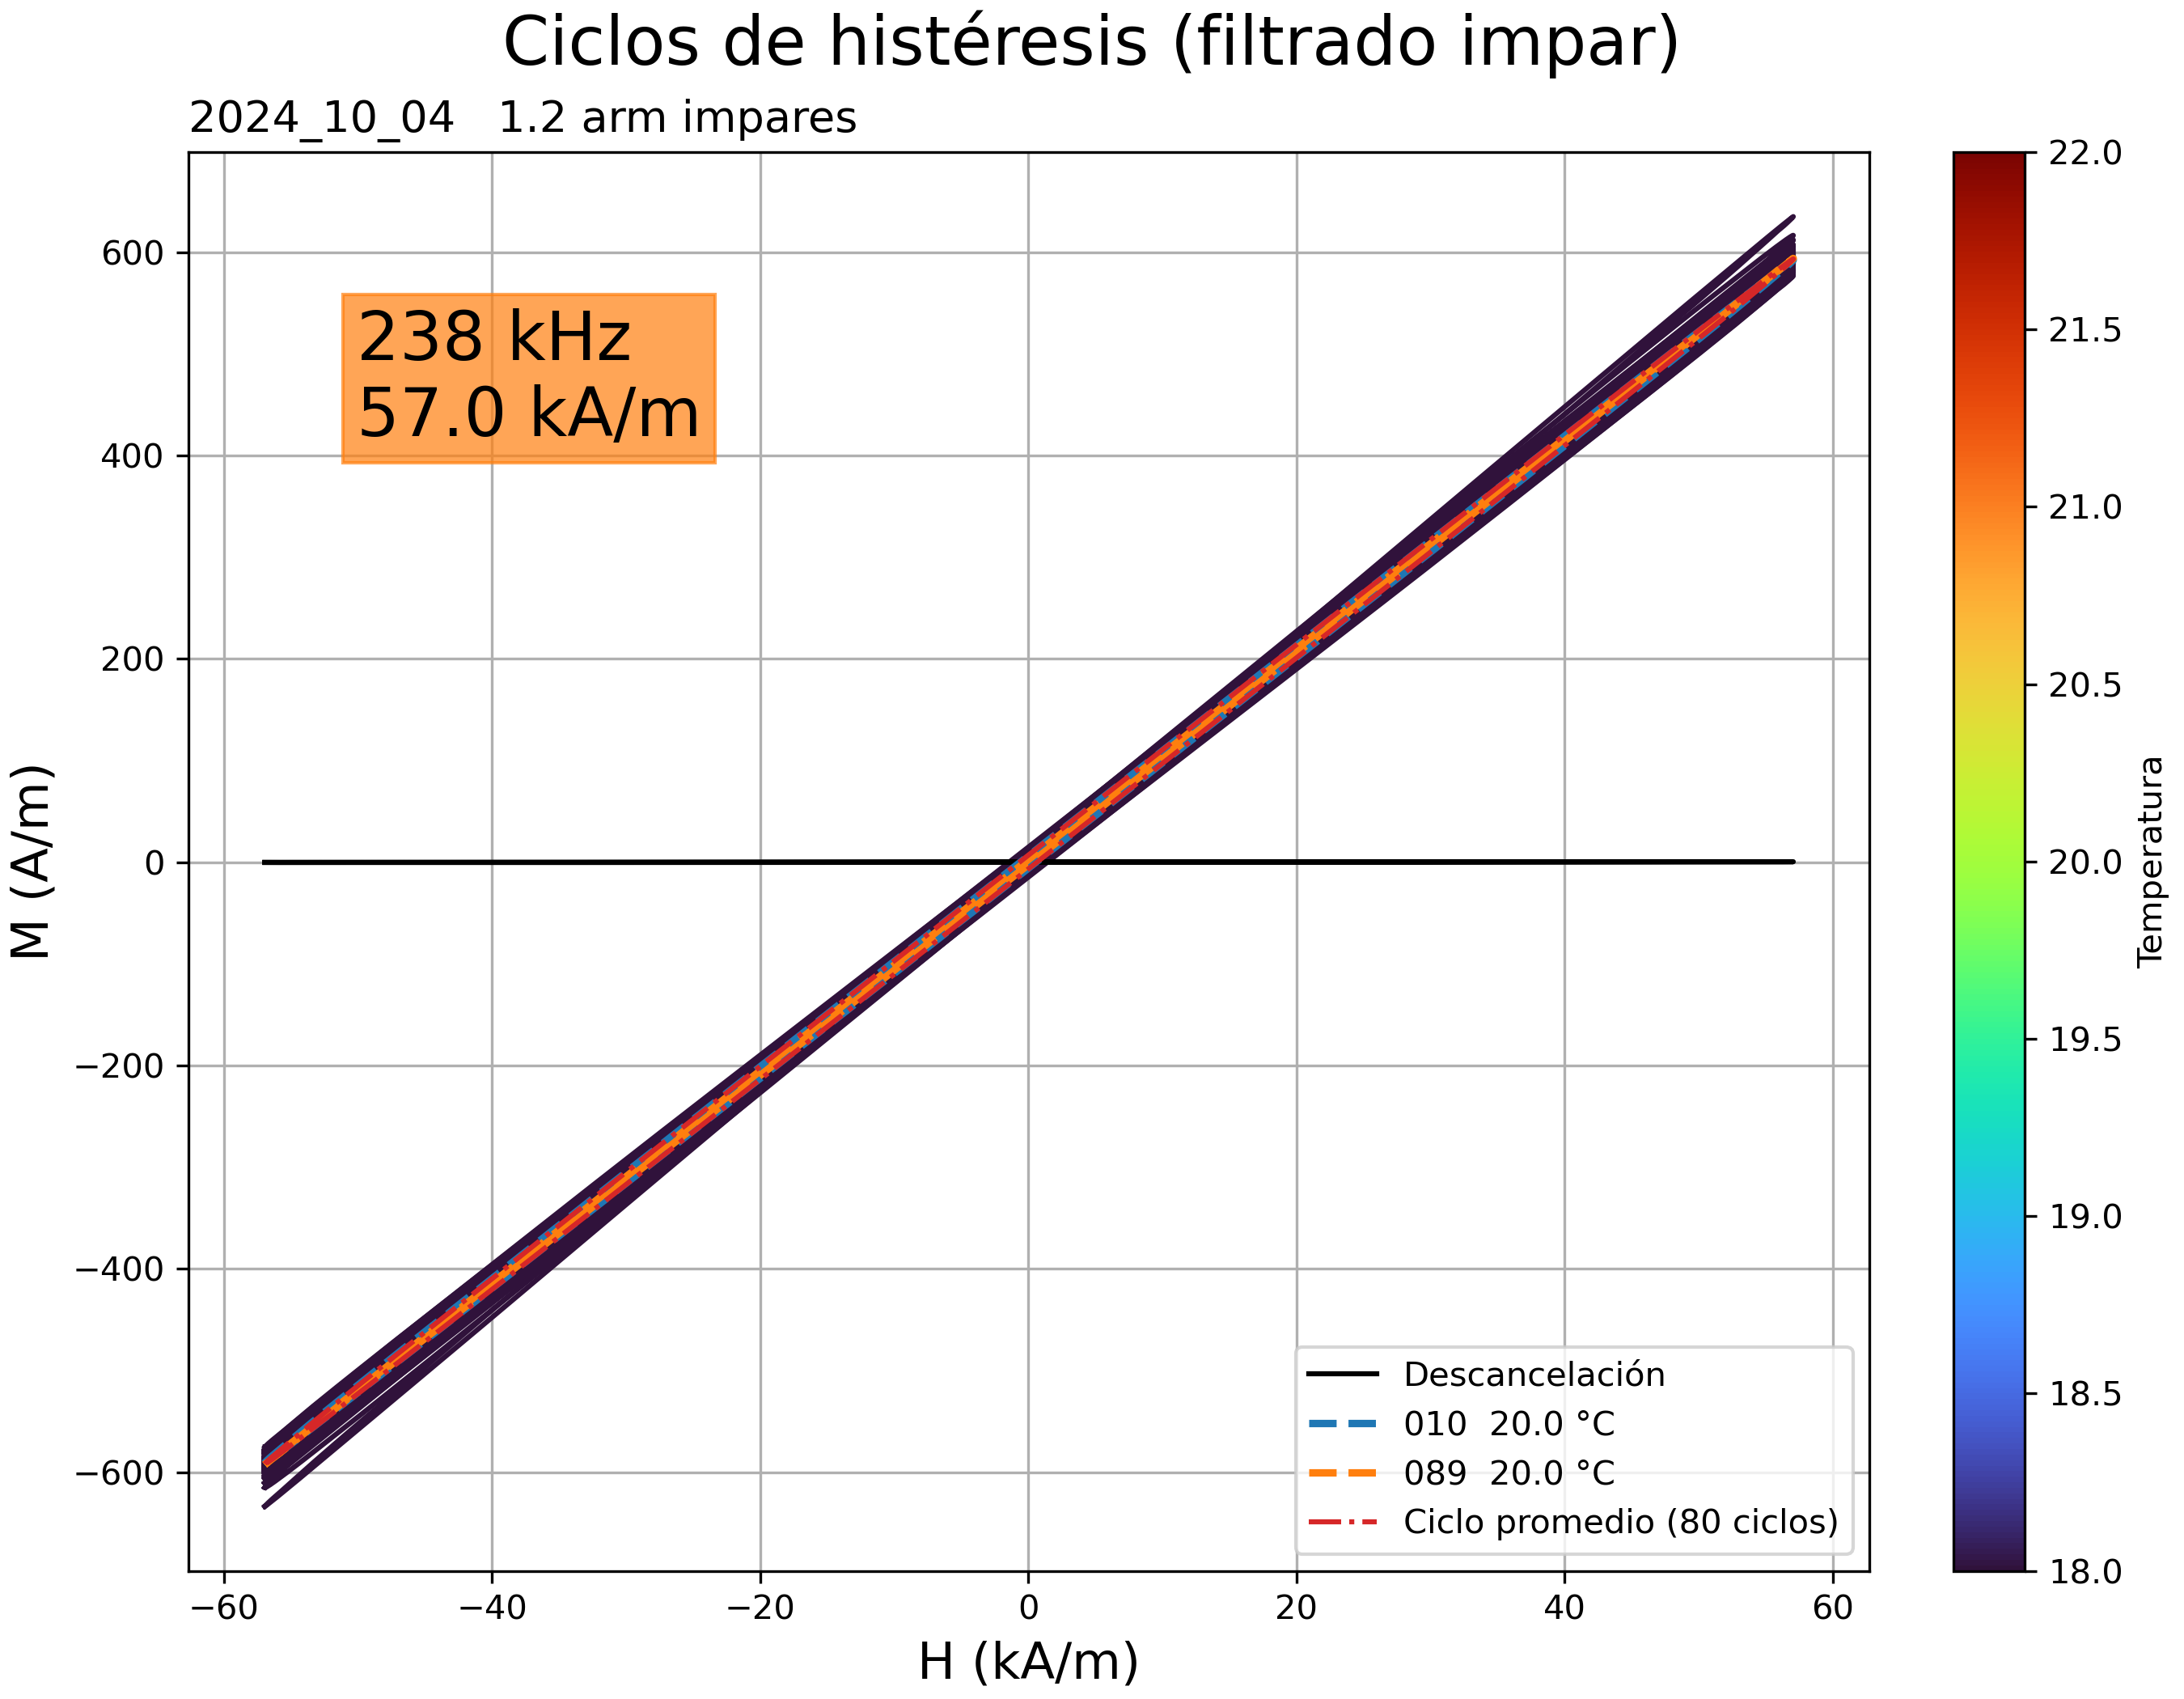 Ciclos de histéresis (filtrado impar)
2024_10_04   1.2 arm impares
238 kHz
57.0 kA/m
M (A/m)
600
400
200
0
−200
−400
−600
−60
−40
−20
0
20
40
60
H (kA/m)
Descancelación
010  20.0 °C
089  20.0 °C
Ciclo promedio (80 ciclos)
22.0
21.5
21.0
20.5
20.0
19.5
19.0
18.5
18.0
Temperatura